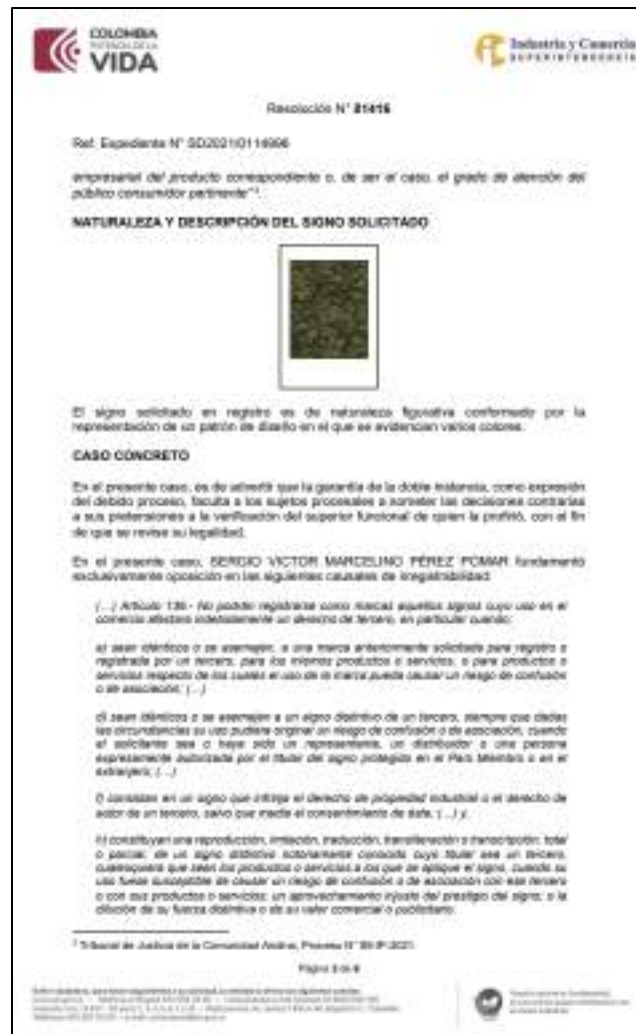 COLOMBIA
POTENCIA DE LA
VIDA
Industria y Comercio
SUPERINTENDENCIA
Resolución N° 81416
Ref. Expediente N° SD2021/0114996
empresarial del producto correspondiente o, de ser el caso, el grado de atención del
público consumidor pertinente"³.
NATURALEZA Y DESCRIPCIÓN DEL SIGNO SOLICITADO
El signo solicitado en registro es de naturaleza figurativa conformado por la
representación de un patrón de diseño en el que se evidencian varios colores.
CASO CONCRETO
En el presente caso, es de advertir que la garantía de la doble instancia, como expresión
del debido proceso, faculta a los sujetos procesales a someter las decisiones contrarias
a sus pretensiones a la verificación del superior funcional de quien la profirió, con el fin
de que se revise su legalidad.
En el presente caso, SERGIO VICTOR MARCELINO PÉREZ POMAR fundamentó
exclusivamente oposición en las siguientes causales de irregistrabilidad:
(…) Artículo 136.- No podrán registrarse como marcas aquellos signos cuyo uso en el
comercio afectara indebidamente un derecho de tercero, en particular cuando:
a) sean idénticos o se asemejen, a una marca anteriormente solicitada para registro o
registrada por un tercero, para los mismos productos o servicios, o para productos o
servicios respecto de los cuales el uso de la marca pueda causar un riesgo de confusión
o de asociación; (…)
d) sean idénticos o se asemejen a un signo distintivo de un tercero, siempre que dadas
las circunstancias su uso pudiera originar un riesgo de confusión o de asociación, cuando
el solicitante sea o haya sido un representante, un distribuidor o una persona
expresamente autorizada por el titular del signo protegido en el País Miembro o en el
extranjero; (…)
f) consistan en un signo que infrinja el derecho de propiedad industrial o el derecho de
autor de un tercero, salvo que medie el consentimiento de éste, (…) y,
h) constituyan una reproducción, imitación, traducción, transliteración o transcripción, total
o parcial, de un signo distintivo notoriamente conocido cuyo titular sea un tercero,
cualesquiera que sean los productos o servicios a los que se aplique el signo, cuando su
uso fuese susceptible de causar un riesgo de confusión o de asociación con ese tercero
o con sus productos o servicios; un aprovechamiento injusto del prestigio del signo; o la
dilución de su fuerza distintiva o de su valor comercial o publicitario.
Tribunal de Justicia de la Comunidad Andina, Proceso N°
Página 3 de